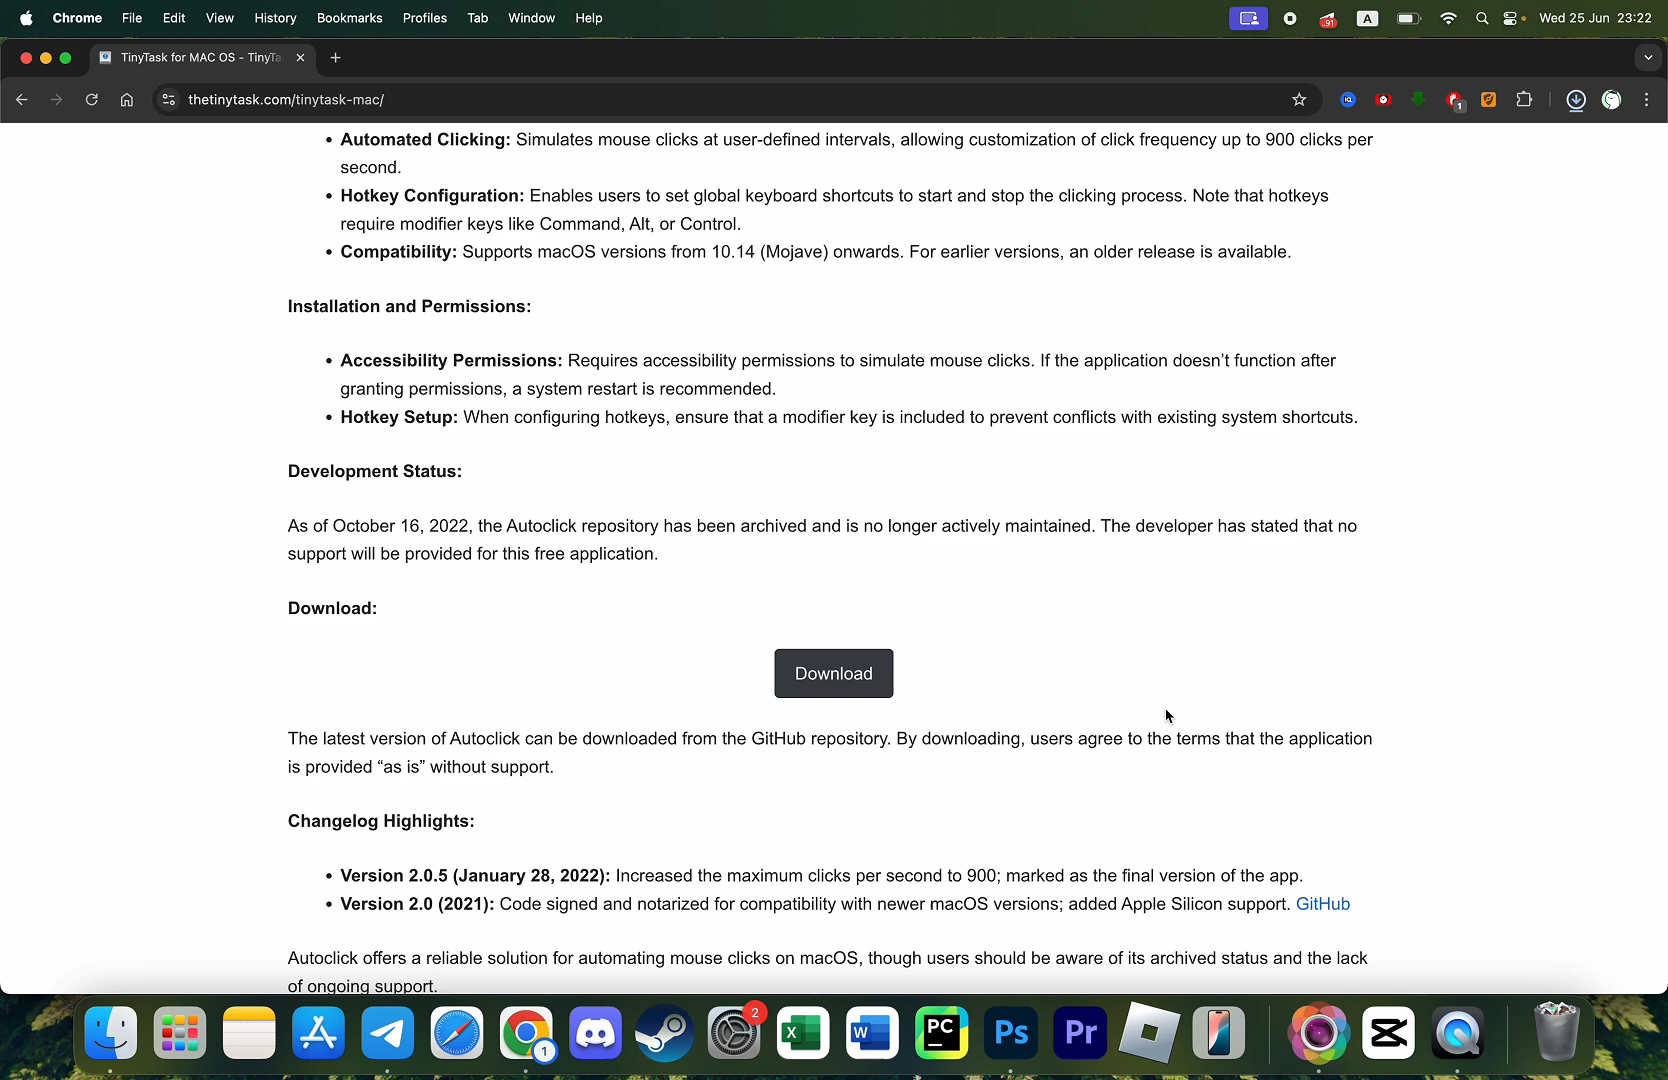 Chrome File Edit View History Bookmarks Profiles Tab Window Help
.91 A Wed 25 Jun 23:22
TinyTask for MAC OS - TinyTa
thetinytask.com/tinytask-mac/
1
• Automated Clicking: Simulates mouse clicks at user-defined intervals, allowing customization of click frequency up to 900 clicks per
second.
• Hotkey Configuration: Enables users to set global keyboard shortcuts to start and stop the clicking process. Note that hotkeys
require modifier keys like Command, Alt, or Control.
• Compatibility: Supports macOS versions from 10.14 (Mojave) onwards. For earlier versions, an older release is available.
Installation and Permissions:
• Accessibility Permissions: Requires accessibility permissions to simulate mouse clicks. If the application doesn’t function after
granting permissions, a system restart is recommended.
• Hotkey Setup: When configuring hotkeys, ensure that a modifier key is included to prevent conflicts with existing system shortcuts.
Development Status:
As of October 16, 2022, the Autoclick repository has been archived and is no longer actively maintained. The developer has stated that no
support will be provided for this free application.
Download:
Download
The latest version of Autoclick can be downloaded from the GitHub repository. By downloading, users agree to the terms that the application
is provided “as is” without support.
Changelog Highlights:
• Version 2.0.5 (January 28, 2022): Increased the maximum clicks per second to 900; marked as the final version of the app.
• Version 2.0 (2021): Code signed and notarized for compatibility with newer macOS versions; added Apple Silicon support. GitHub
Autoclick offers a reliable solution for automating mouse clicks on macOS, though users should be aware of its archived status and the lack
of ongoing support.
1 2 X W PC Ps Pr